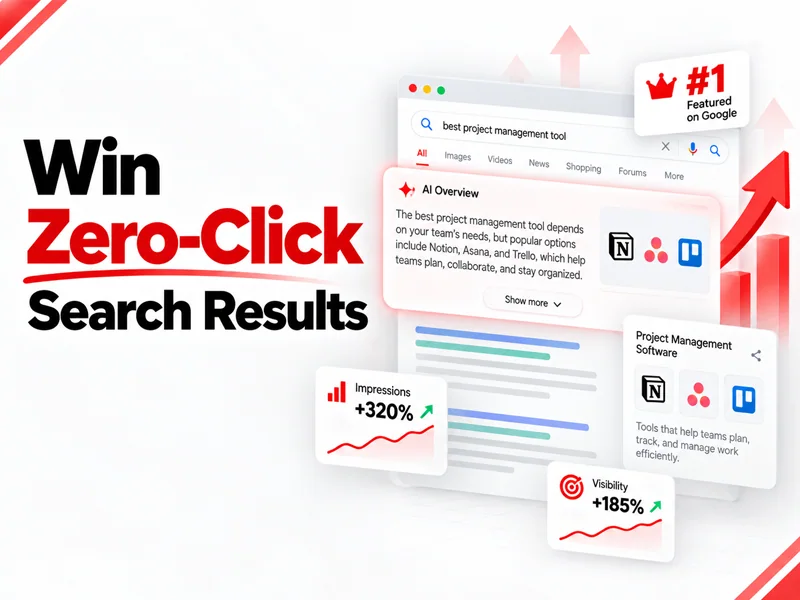 Win
Zero-Click
Search Results
#1
Featured
on Google
best project management tool
All Images Videos News Shopping Forums More
AI Overview
The best project management tool depends
on your team's needs, but popular options
include Notion, Asana, and Trello, which help
teams plan, collaborate, and stay organized.
N
Show more
Project Management
Software
N
Tools that help teams plan,
track, and manage work
efficiently.
Impressions
+320%
Visibility
+185%